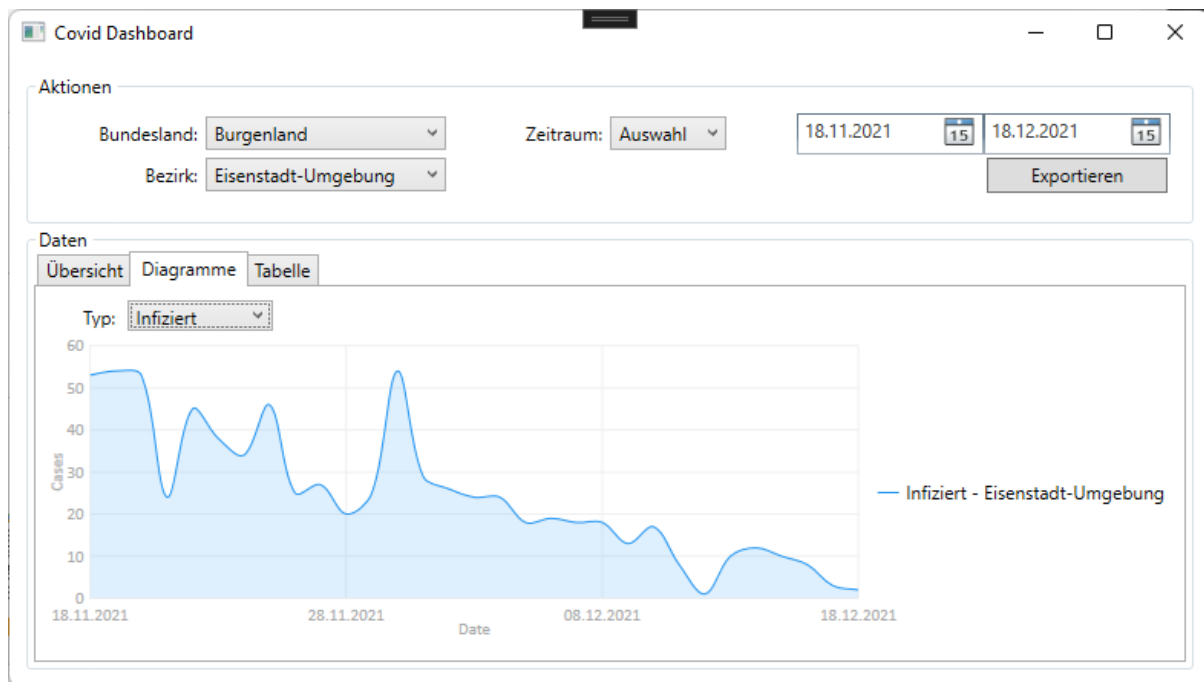 Covid Dashboard
Aktionen
Bundesland: Burgenland Zeitraum: Auswahl 18.11.2021 15 18.12.2021 15
Bezirk: Eisenstadt-Umgebung Exportieren
Daten
Übersicht Diagramme Tabelle
Typ: Infiziert
60
50
40
30
20
10
0
Cases
18.11.2021 28.11.2021 08.12.2021 18.12.2021
Date
Infiziert - Eisenstadt-Umgebung